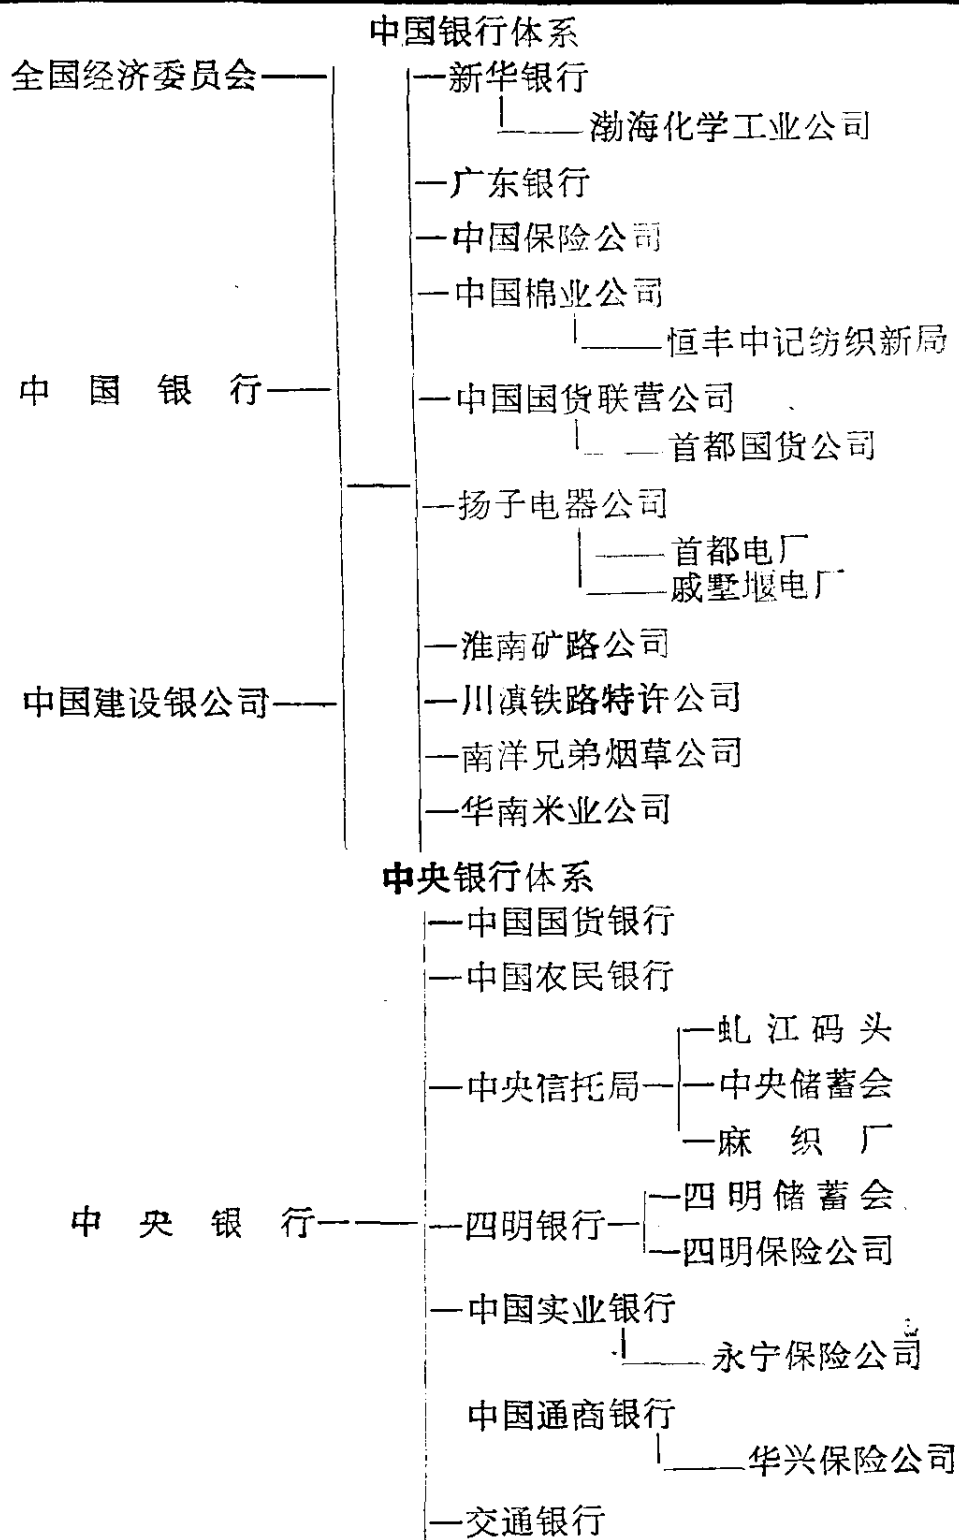 中国银行体系
全国经济委员会
新华银行
渤海化学工业公司
广东银行
中国保险公司
中国棉业公司
恒丰中记纺织新局
中国银行
中国国货联营公司
首都国货公司
扬子电器公司
首都电厂
戚墅堰电厂
淮南矿路公司
中国建设银公司
川滇铁路特许公司
南洋兄弟烟草公司
华南米业公司
中央银行体系
中国国货银行
中国农民银行
虬江码头
中央信托局
中央储蓄会
麻织厂
四明储蓄会
中央银行
四明银行
四明保险公司
中国实业银行
永宁保险公司
中国通商银行
华兴保险公司
交通银行